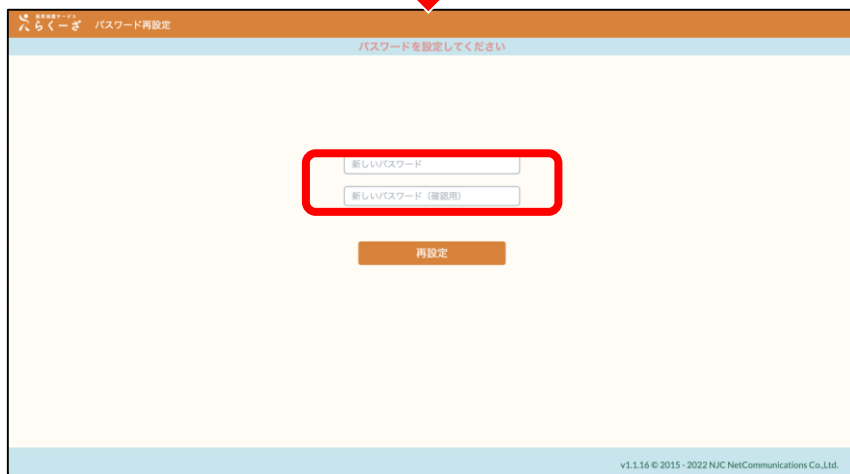 らくーざ パスワード再設定
パスワードを設定してください
新しいパスワード
新しいパスワード（確認用）
再設定
v1.1.16 © 2015 - 2022 NJC NetCommunications Co.,Ltd.